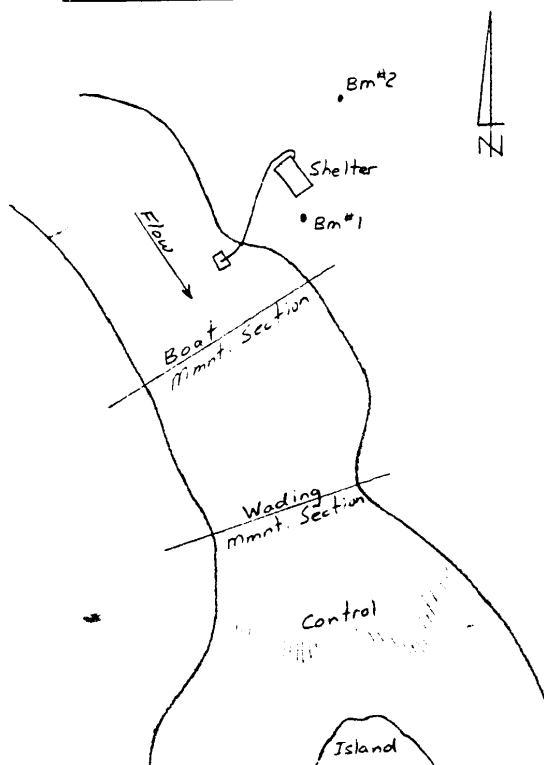 Bm#2
N
Shelter
Bm#1
Flow
Boat
Mmnt. Section
Wading
Mmnt. Section
Control
Island